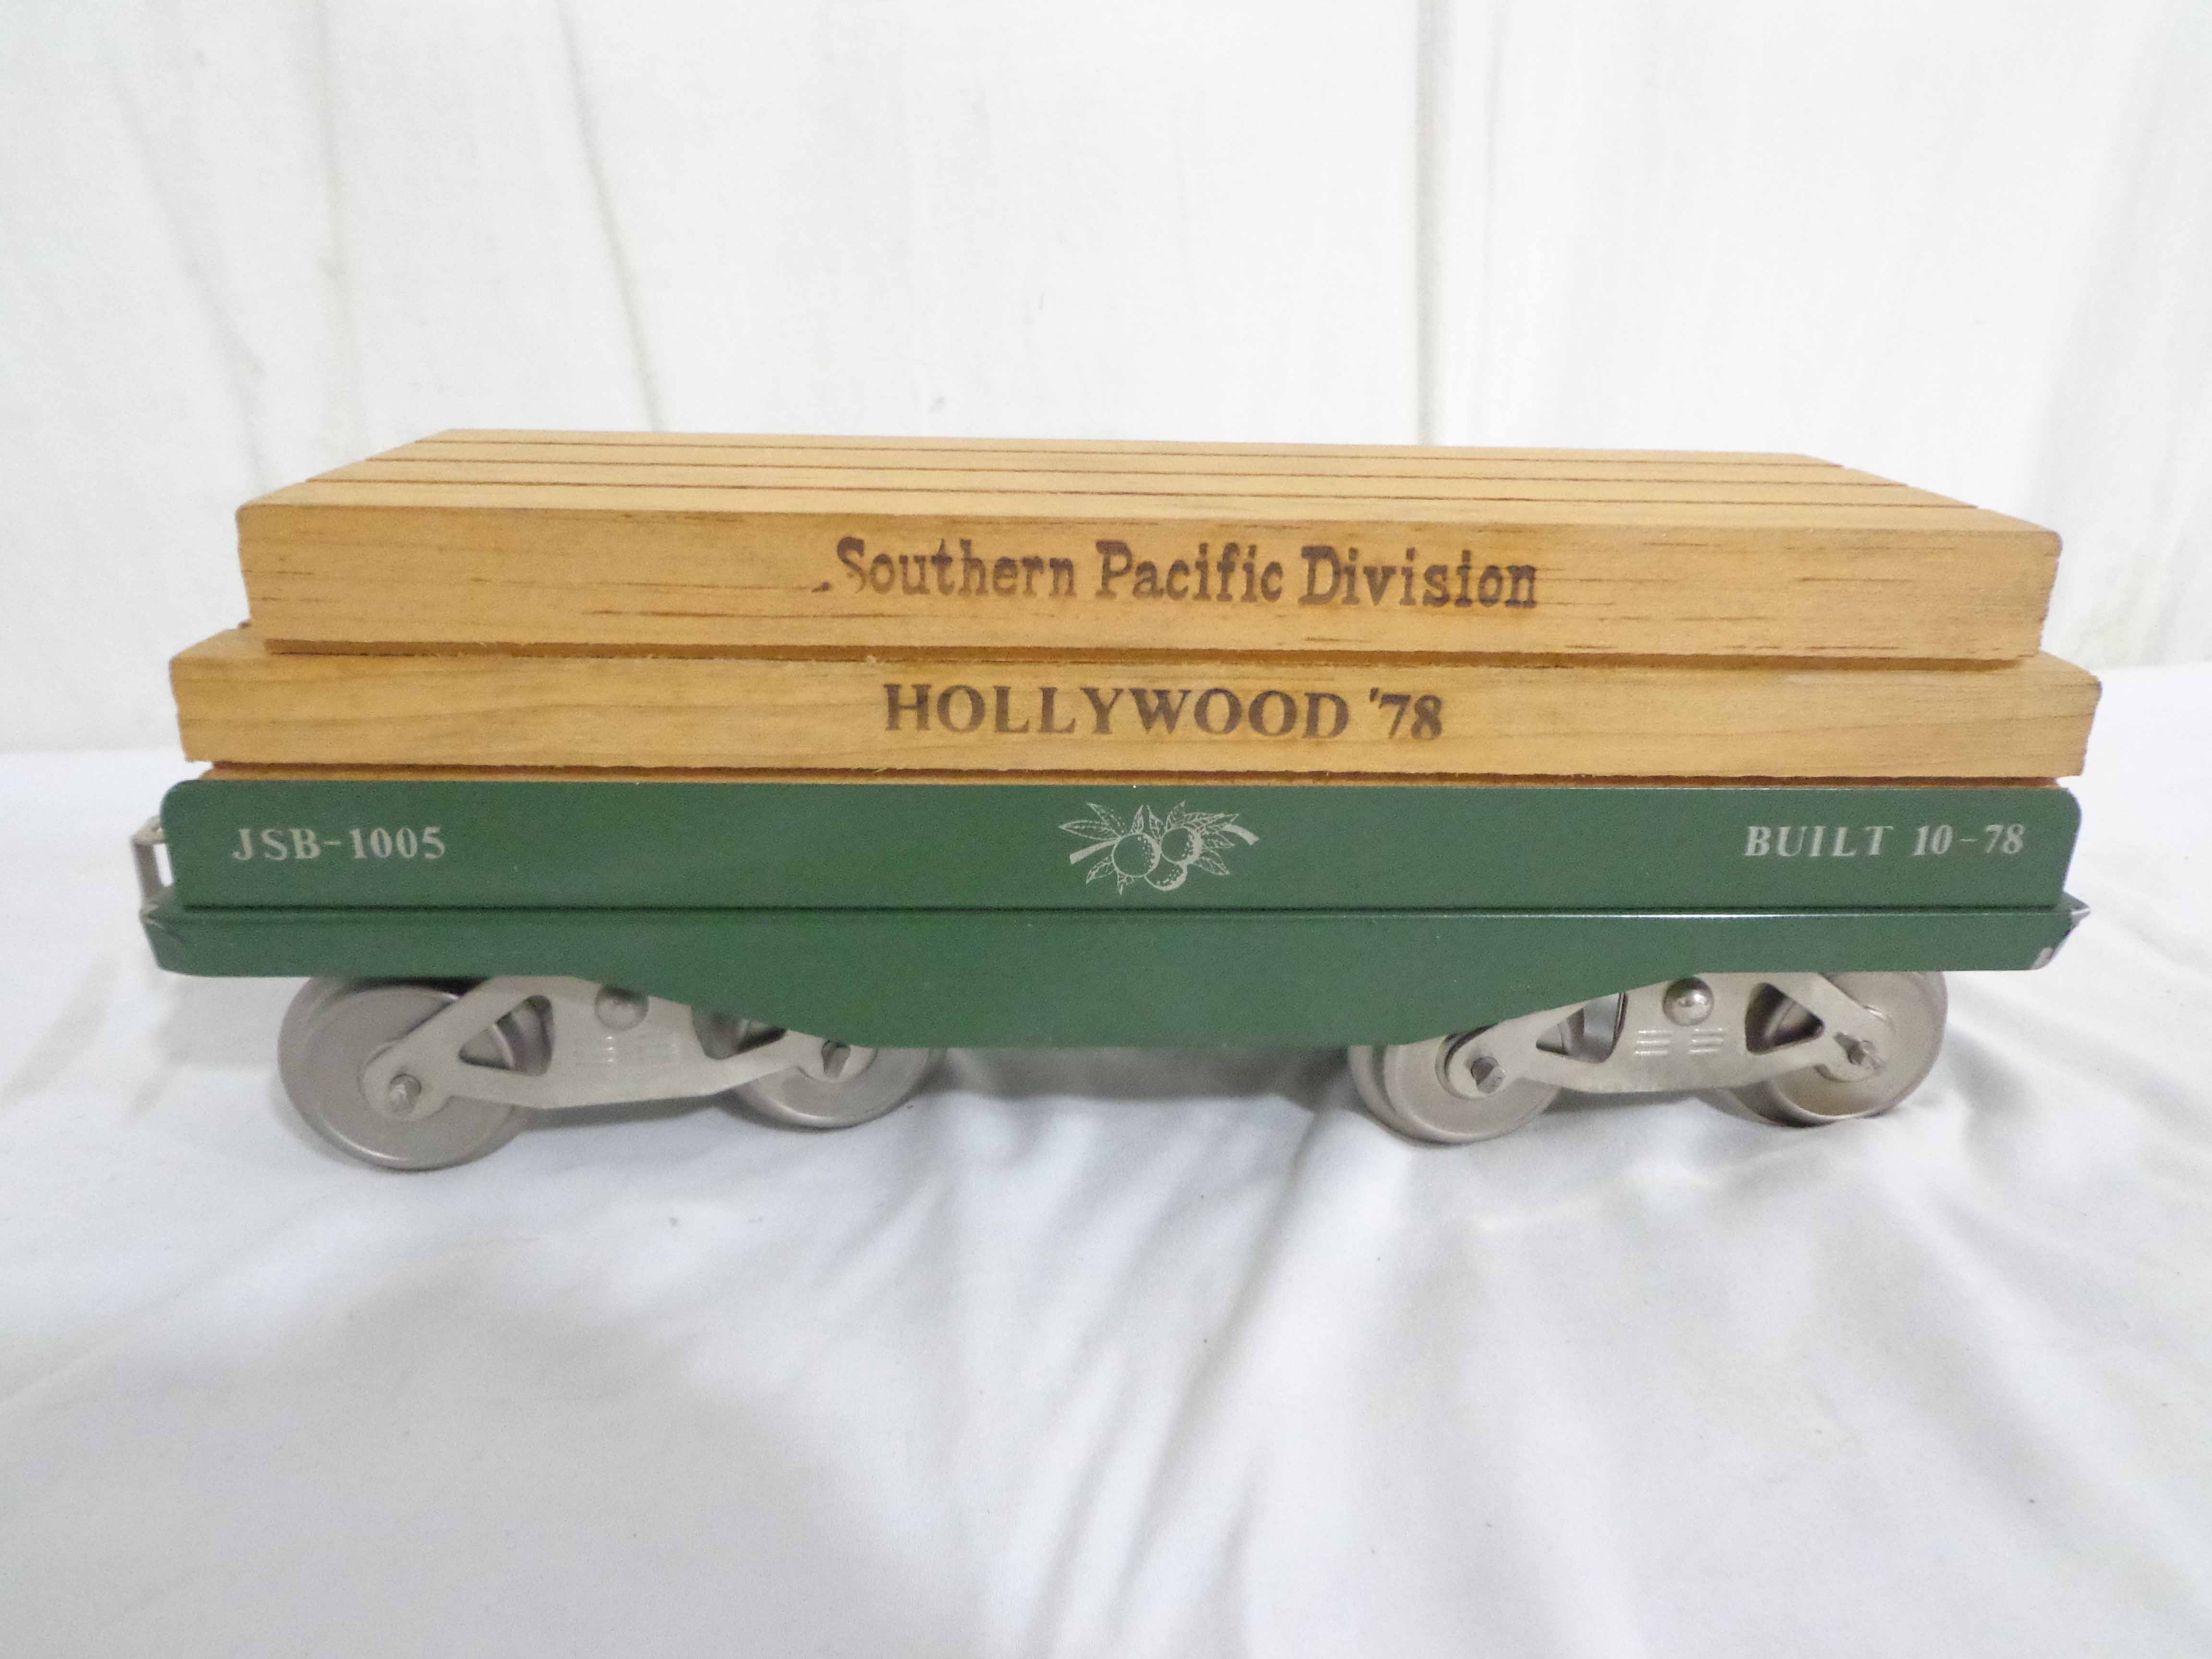 Southern Pacific Division
HOLLYWOOD '78
JSB-1005
BUILT 10-78